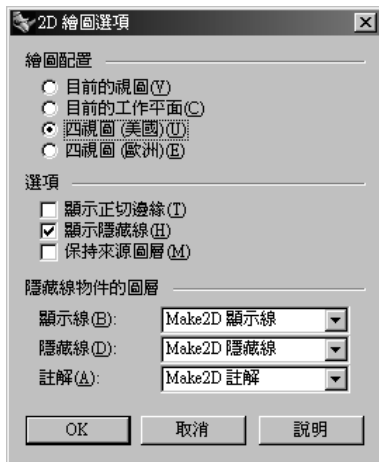 2D 繪圖選項
繪圖配置
目前的視圖(V)
目前的工作平面(C)
四視圖 (美國)(U)
四視圖 (歐洲)(E)
選項
顯示正切邊緣(T)
顯示隱藏線(H)
保持來源圖層(M)
隱藏線物件的圖層
顯示線(B): Make2D 顯示線
隱藏線(D): Make2D 隱藏線
註解(A): Make2D 註解
OK 取消 說明